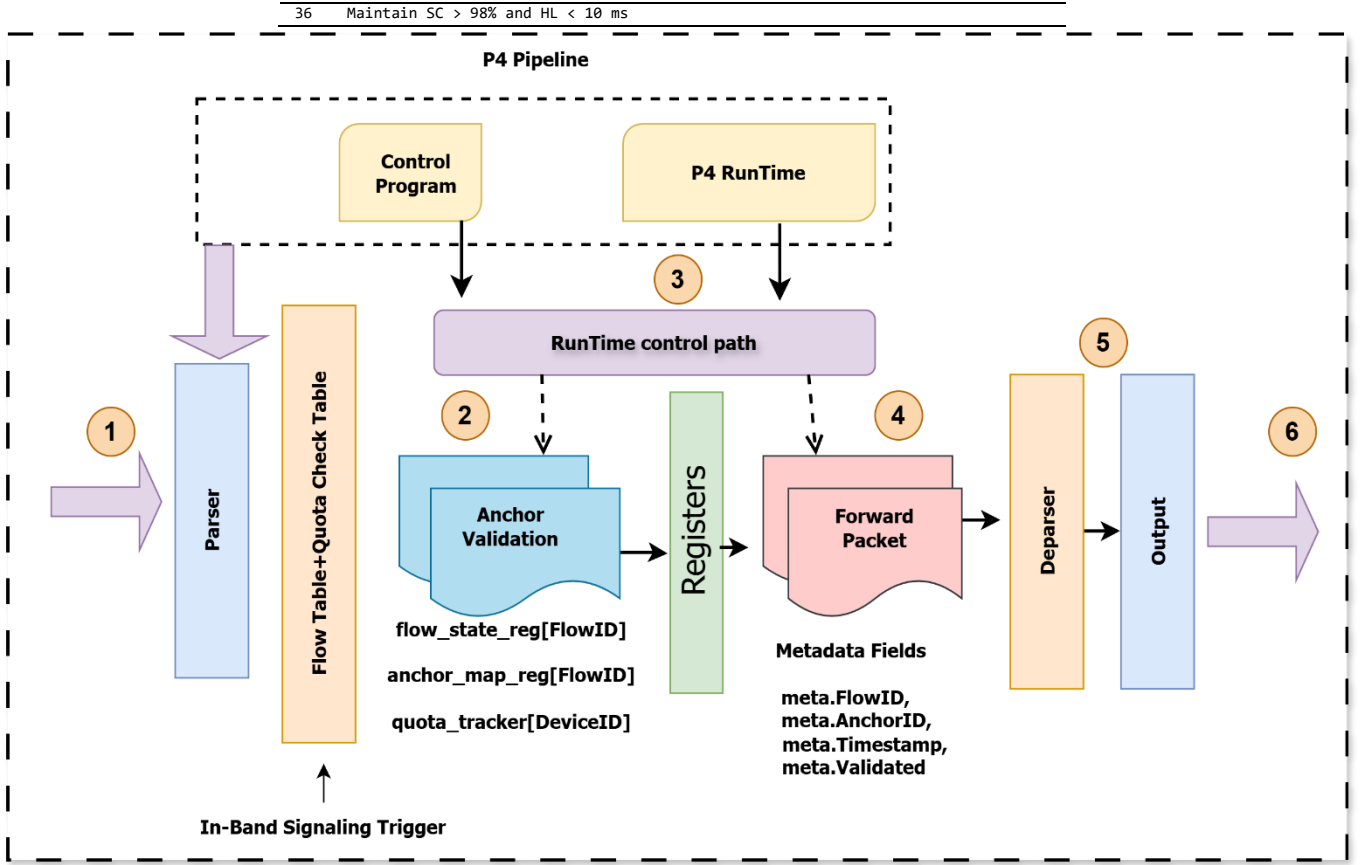 36 Maintain SC > 98% and HL < 10 ms
P4 Pipeline
Control
Program
P4 RunTime
3
RunTime control path
1
2
4
5
6
Parser
Flow Table+Quota Check Table
Anchor
Validation
Registers
Forward
Packet
Deparser
Output
flow_state_reg[FlowID]
anchor_map_reg[FlowID]
quota_tracker[DeviceID]
Metadata Fields
meta.FlowID,
meta.AnchorID,
meta.Timestamp,
meta.Validated
In-Band Signaling Trigger